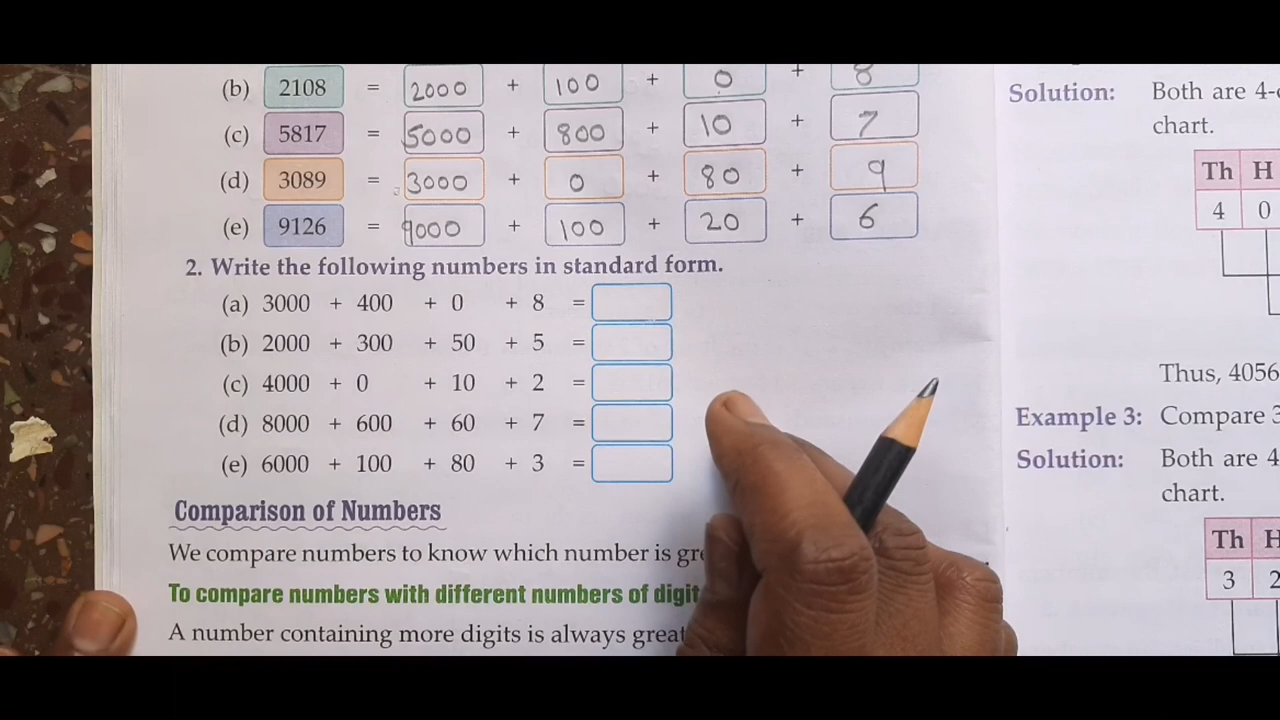 (b) 2108 = 2000 + 100 + 0 + 8
(c) 5817 = 5000 + 800 + 10 + 7
(d) 3089 = 3000 + 0 + 80 + 9
(e) 9126 = 9000 + 100 + 20 + 6
2. Write the following numbers in standard form.
(a) 3000 + 400 + 0 + 8 =
(b) 2000 + 300 + 50 + 5 =
(c) 4000 + 0 + 10 + 2 =
(d) 8000 + 600 + 60 + 7 =
(e) 6000 + 100 + 80 + 3 =
Comparison of Numbers
We compare numbers to know which number is gre
To compare numbers with different numbers of digit
A number containing more digits is always great
Solution: Both are 4-
chart.
Th H
4 0
Thus, 4056
Example 3: Compare 3
Solution: Both are 4
chart.
Th H
3 2